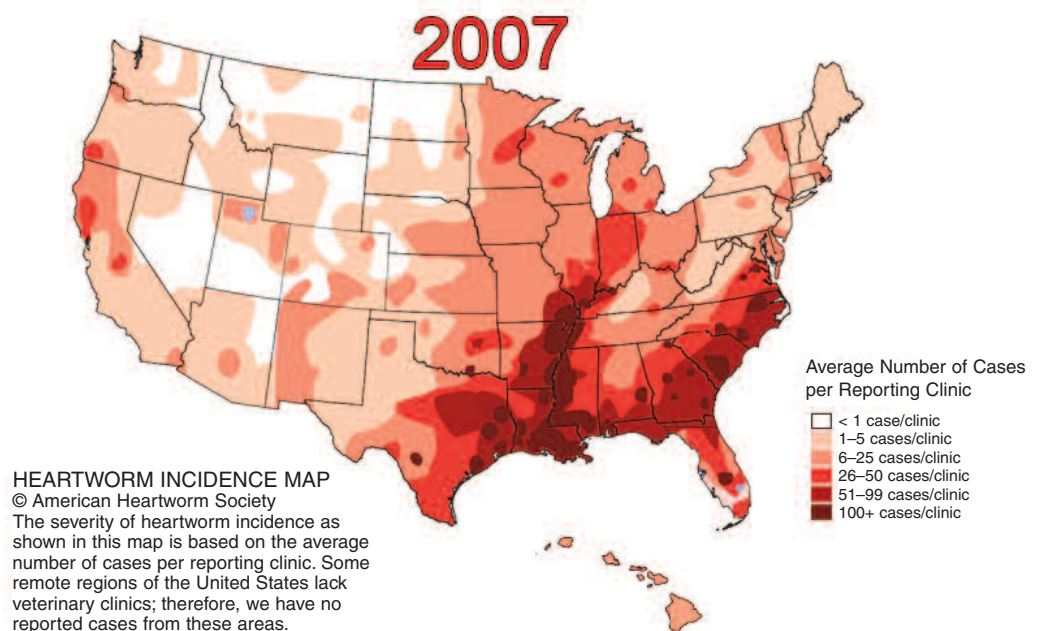 2007
Average Number of Cases
per Reporting Clinic
< 1 case/clinic
1–5 cases/clinic
6–25 cases/clinic
26–50 cases/clinic
51–99 cases/clinic
100+ cases/clinic
HEARTWORM INCIDENCE MAP
© American Heartworm Society
The severity of heartworm incidence as
shown in this map is based on the average
number of cases per reporting clinic. Some
remote regions of the United States lack
veterinary clinics; therefore, we have no
reported cases from these areas.